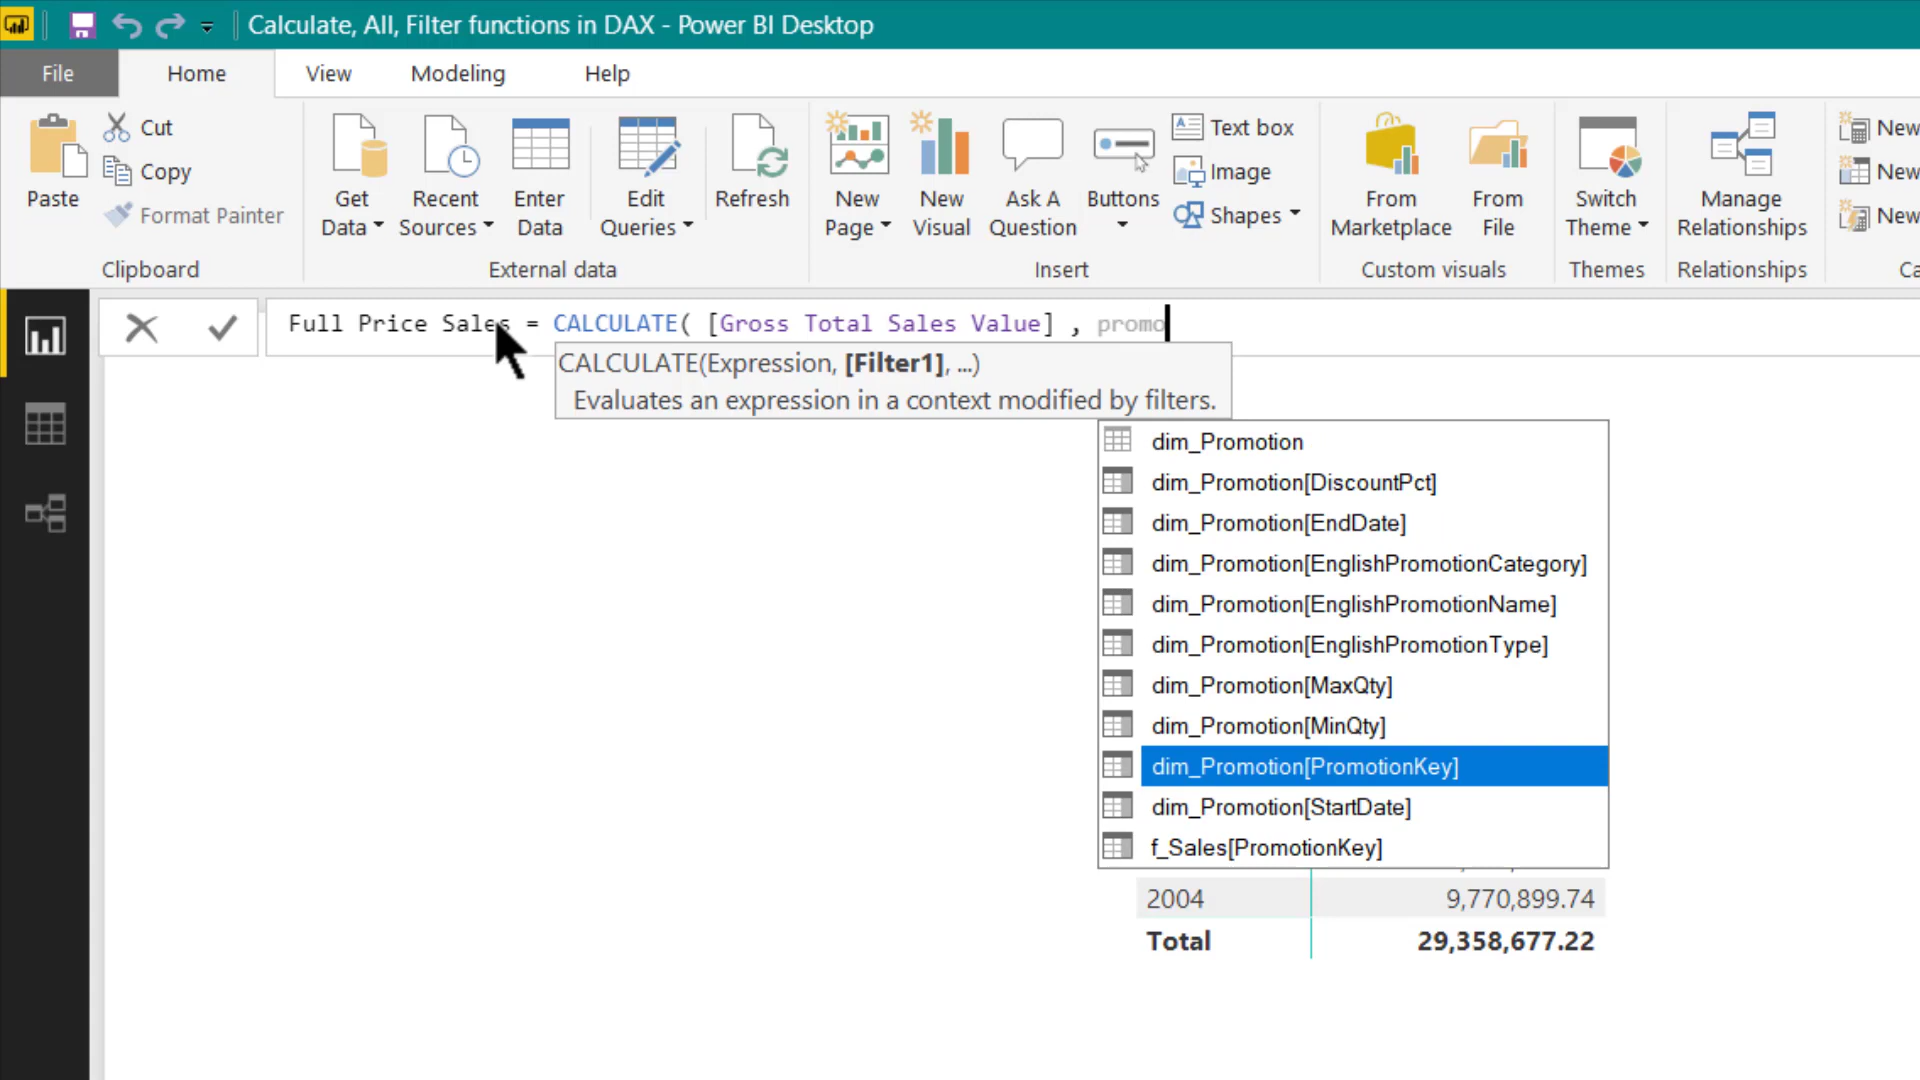 Calculate, All, Filter functions in DAX - Power BI Desktop
File Home View Modeling Help
Paste
Cut
Copy
Format Painter
Clipboard
Get Data
Recent Sources
Enter Data
Edit Queries
Refresh
External data
New Page
New Visual
Ask A Question
Buttons
Text box
Image
Shapes
Insert
From Marketplace
From File
Custom visuals
Switch Theme
Themes
Manage Relationships
Relationships
New
New
New
Ca
Full Price Sales = CALCULATE( [Gross Total Sales Value] , promo
CALCULATE(Expression, [Filter1], ...)
Evaluates an expression in a context modified by filters.
dim_Promotion
dim_Promotion[DiscountPct]
dim_Promotion[EndDate]
dim_Promotion[EnglishPromotionCategory]
dim_Promotion[EnglishPromotionName]
dim_Promotion[EnglishPromotionType]
dim_Promotion[MaxQty]
dim_Promotion[MinQty]
dim_Promotion[PromotionKey]
dim_Promotion[StartDate]
f_Sales[PromotionKey]
2004 9,770,899.74
Total 29,358,677.22